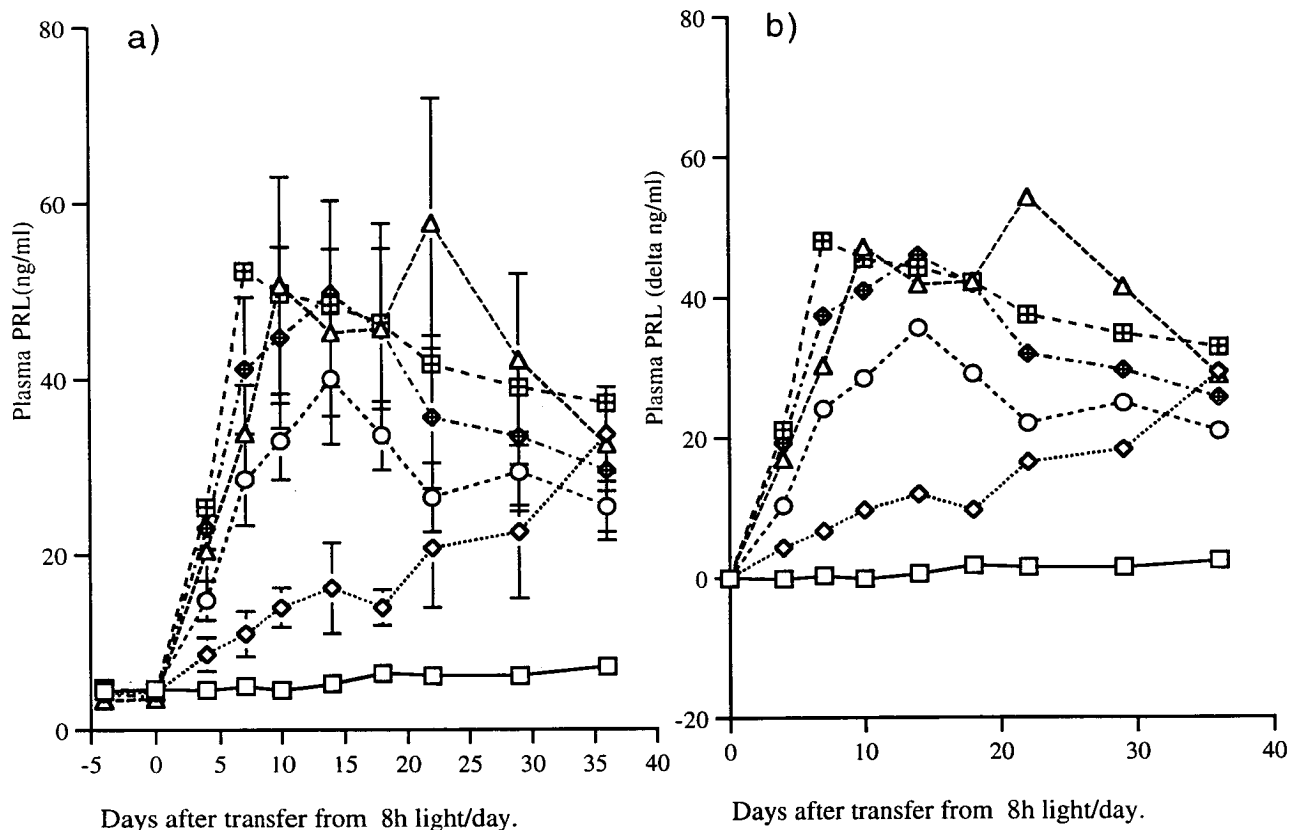 a)
80
60
40
20
0
Plasma PRL(ng/ml)
-5 0 5 10 15 20 25 30 35 40
Days after transfer from 8h light/day.
b)
80
60
40
20
0
-20
Plasma PRL (delta ng/ml)
0 10 20 30 40
Days after transfer from 8h light/day.